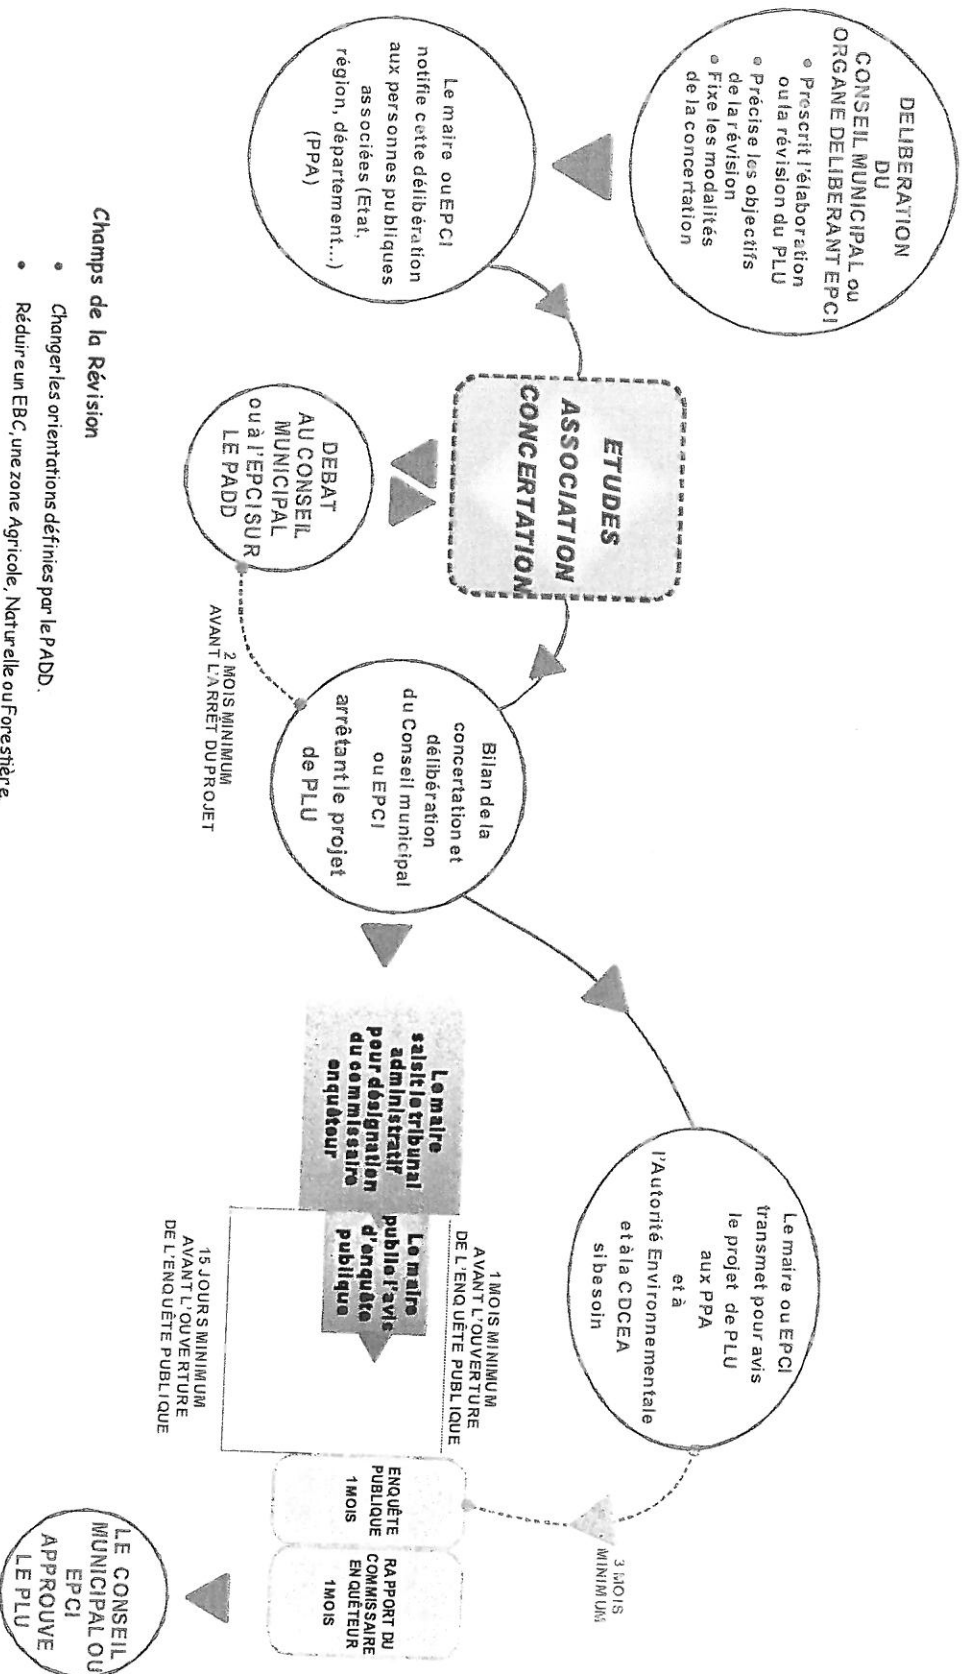 DELIBERATION
DU
CONSEIL MUNICIPAL ou
ORGANE DELIBERANT EPCI
• Prescrit l'élaboration
ou la révision du PLU
• Précise les objectifs
de la révision
• Fixe les modalités
de la concertation
Le maire ou EPCI
notifie cette délibération
aux personnes publiques
associées (Etat,
région, département...)
(PPA)
ETUDES
ASSOCIATION
CONCERTATION
DEBAT
AU CONSEIL
MUNICIPAL
ou à l'EPCI SUR
LE PADD
2 MOIS MINIMUM
AVANT L'ARRÊT DU PROJET
Bilan de la
concertation et
délibération
du Conseil municipal
ou EPCI
arrêtant le projet
de PLU
Le maire ou EPCI
transmet pour avis
le projet de PLU
aux PPA
et à
l'Autorité Environnementale
et à la CDCEA
si besoin
3 MOIS
MINIMUM
Le maire
saisit le tribunal
administratif
pour désignation
du commissaire
enquêteur
Le maire
publie l'avis
d'enquête
publique
1 MOIS MINIMUM
AVANT L'OUVERTURE
DE L'ENQUÊTE PUBLIQUE
15 JOURS MINIMUM
AVANT L'OUVERTURE
DE L'ENQUÊTE PUBLIQUE
ENQUÊTE
PUBLIQUE
1 MOIS
RAPPORT DU
COMMISSAIRE
ENQUÊTEUR
1 MOIS
LE CONSEIL
MUNICIPAL OU
EPCI
APPROUVE
LE PLU
Champs de la Révision
• Changer les orientations définies par le PADD.
• Réduire un EBC, une zone Agricole, Naturelle ou Forestière.